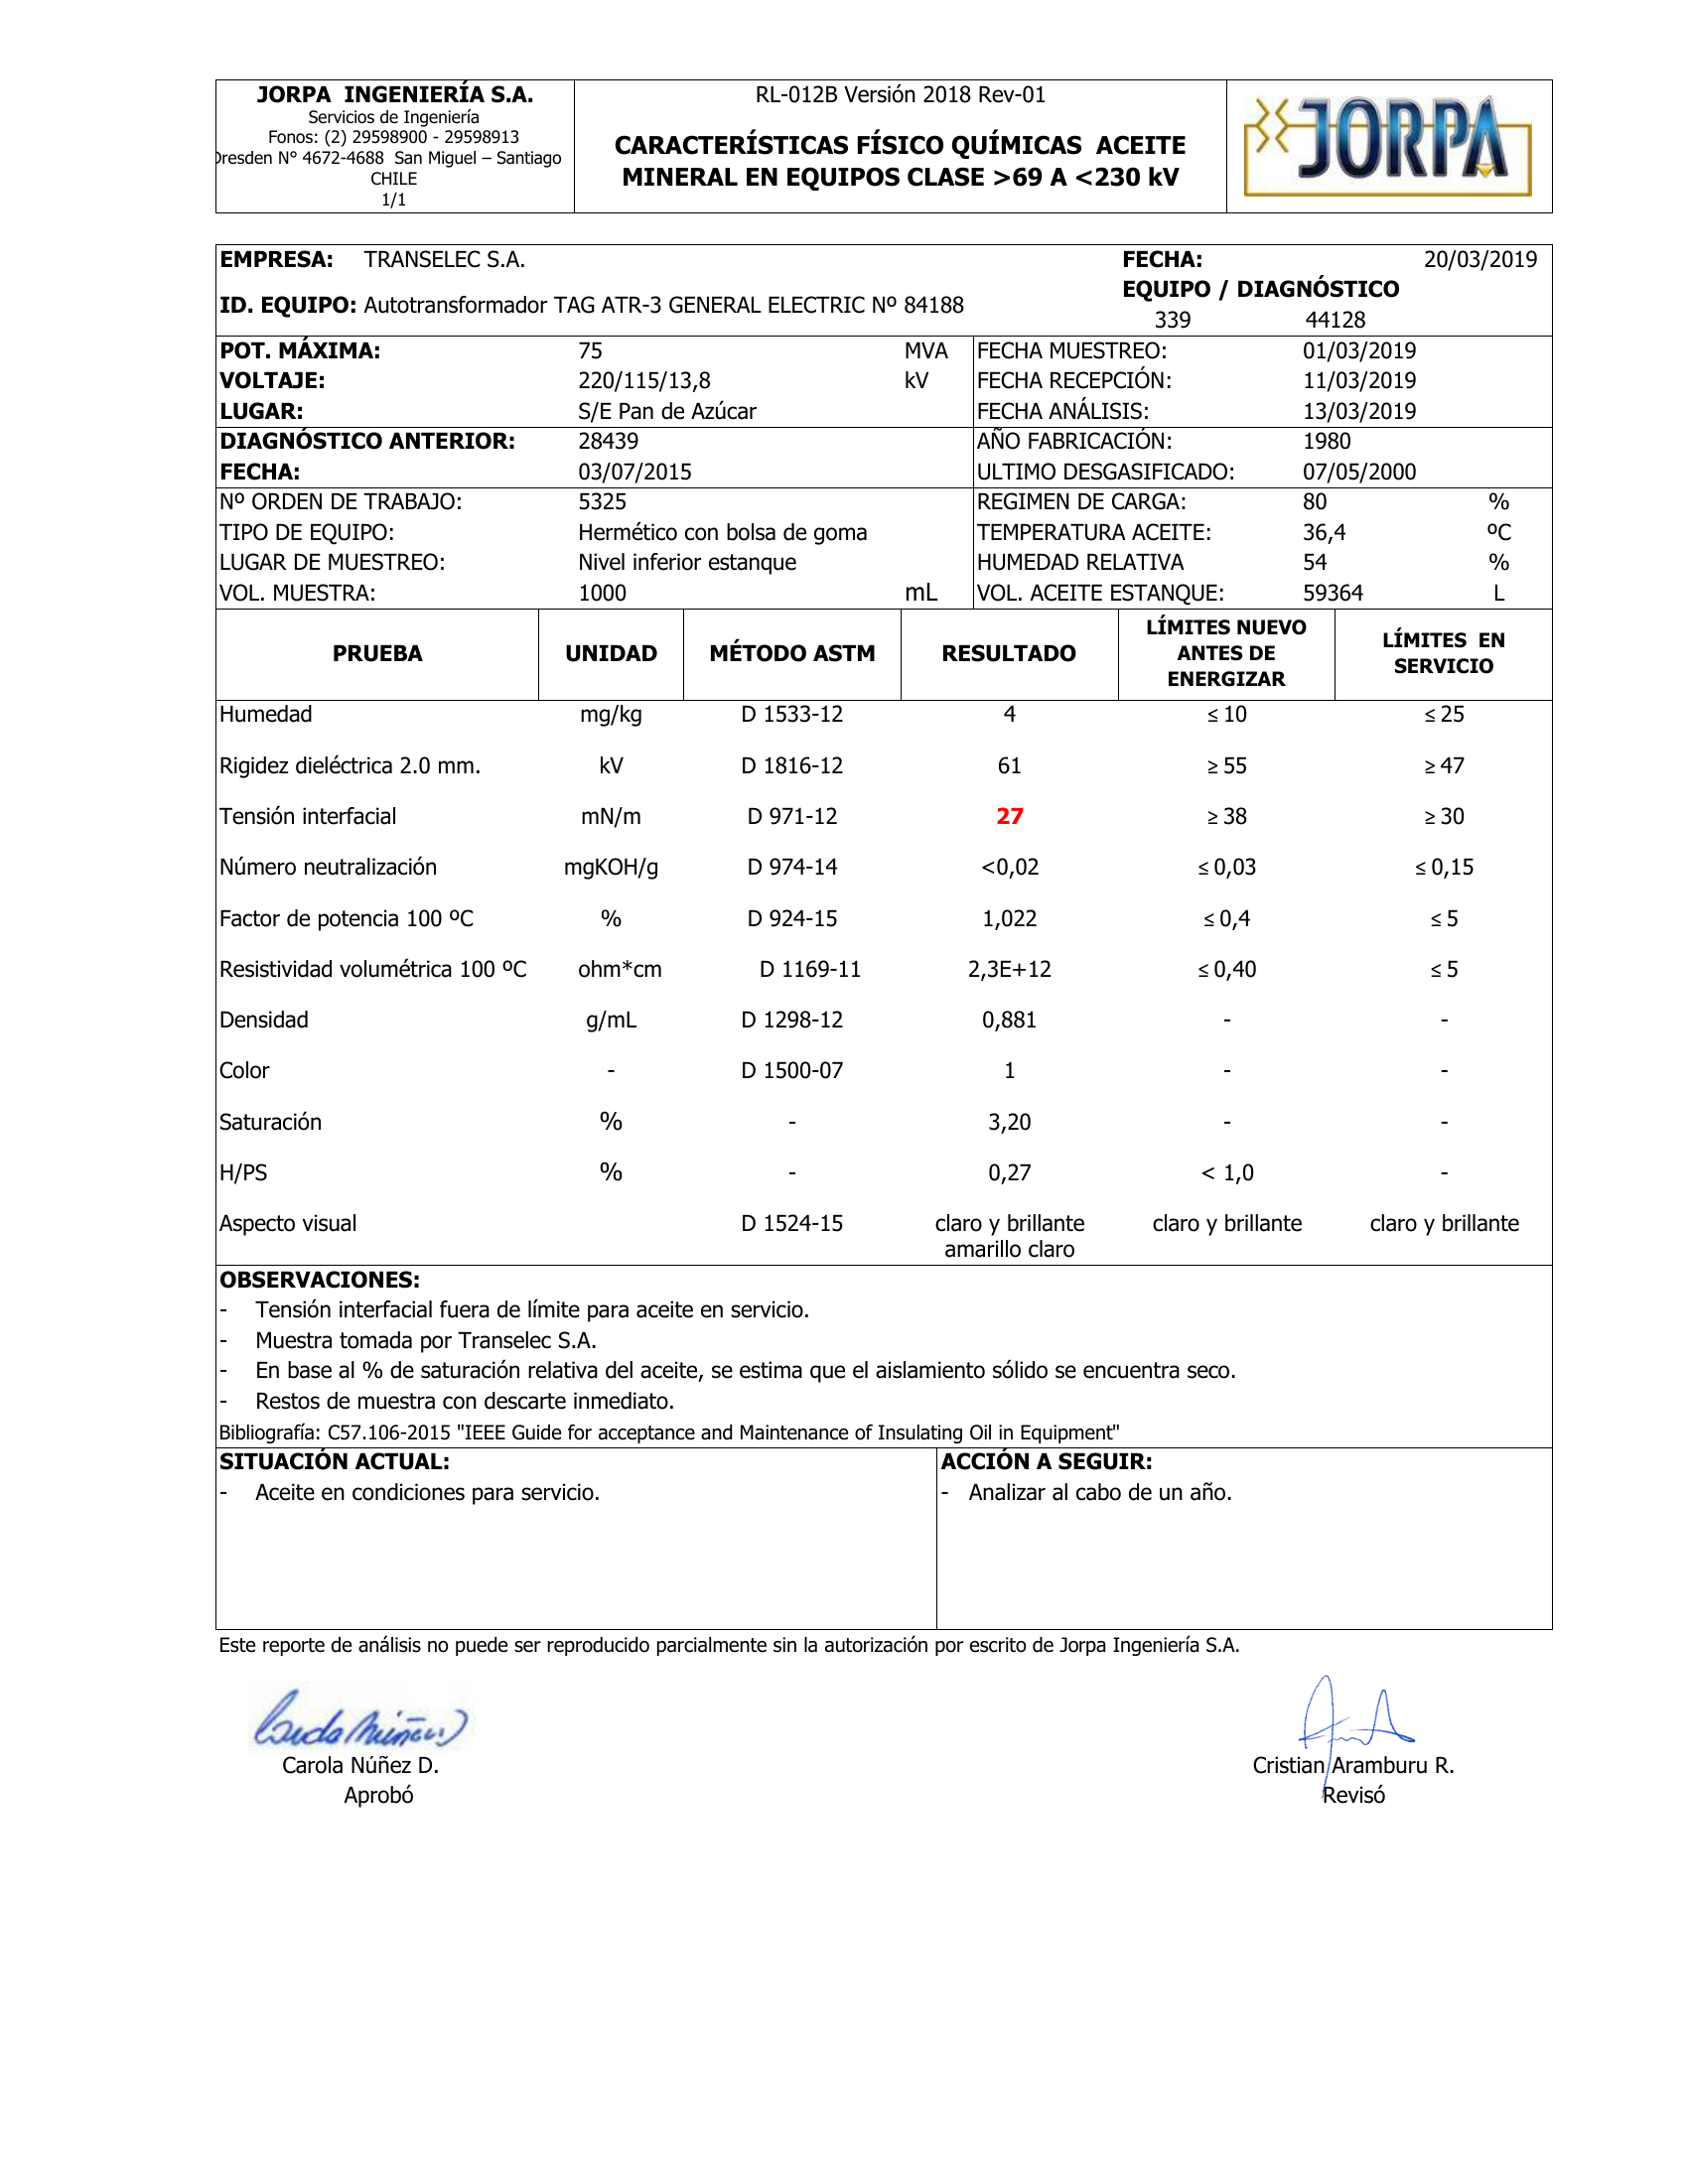 JORPA INGENIERÍA S.A.
Servicios de Ingeniería
Fonos: (2) 29598900 - 29598913
Dresden N° 4672-4688 San Miguel – Santiago
CHILE
1/1
RL-012B Versión 2018 Rev-01
CARACTERÍSTICAS FÍSICO QUÍMICAS ACEITE
MINERAL EN EQUIPOS CLASE >69 A <230 kV
JORPA
EMPRESA: TRANSELEC S.A. FECHA: 20/03/2019
EQUIPO / DIAGNÓSTICO
ID. EQUIPO: Autotransformador TAG ATR-3 GENERAL ELECTRIC Nº 84188
339 44128
POT. MÁXIMA: 75 MVA FECHA MUESTREO: 01/03/2019
VOLTAJE: 220/115/13,8 kV FECHA RECEPCIÓN: 11/03/2019
LUGAR: S/E Pan de Azúcar FECHA ANÁLISIS: 13/03/2019
DIAGNÓSTICO ANTERIOR: 28439 AÑO FABRICACIÓN: 1980
FECHA: 03/07/2015 ULTIMO DESGASIFICADO: 07/05/2000
Nº ORDEN DE TRABAJO: 5325 REGIMEN DE CARGA: 80 %
TIPO DE EQUIPO: Hermético con bolsa de goma TEMPERATURA ACEITE: 36,4 ºC
LUGAR DE MUESTREO: Nivel inferior estanque HUMEDAD RELATIVA 54 %
VOL. MUESTRA: 1000 mL VOL. ACEITE ESTANQUE: 59364 L
PRUEBA UNIDAD MÉTODO ASTM RESULTADO LÍMITES NUEVO ANTES DE ENERGIZAR LÍMITES EN SERVICIO
Humedad mg/kg D 1533-12 4 ≤ 10 ≤ 25
Rigidez dieléctrica 2.0 mm. kV D 1816-12 61 ≥ 55 ≥ 47
Tensión interfacial mN/m D 971-12 27 ≥ 38 ≥ 30
Número neutralización mgKOH/g D 974-14 <0,02 ≤ 0,03 ≤ 0,15
Factor de potencia 100 ºC % D 924-15 1,022 ≤ 0,4 ≤ 5
Resistividad volumétrica 100 ºC ohm*cm D 1169-11 2,3E+12 ≤ 0,40 ≤ 5
Densidad g/mL D 1298-12 0,881 - -
Color - D 1500-07 1 - -
Saturación % - 3,20 - -
H/PS % - 0,27 < 1,0 -
Aspecto visual D 1524-15 claro y brillante claro y brillante claro y brillante
amarillo claro
OBSERVACIONES:
- Tensión interfacial fuera de límite para aceite en servicio.
- Muestra tomada por Transelec S.A.
- En base al % de saturación relativa del aceite, se estima que el aislamiento sólido se encuentra seco.
- Restos de muestra con descarte inmediato.
Bibliografía: C57.106-2015 "IEEE Guide for acceptance and Maintenance of Insulating Oil in Equipment"
SITUACIÓN ACTUAL: ACCIÓN A SEGUIR:
- Aceite en condiciones para servicio. - Analizar al cabo de un año.
Este reporte de análisis no puede ser reproducido parcialmente sin la autorización por escrito de Jorpa Ingeniería S.A.
Carola Núñez D. Cristian Aramburu R.
Aprobó Revisó